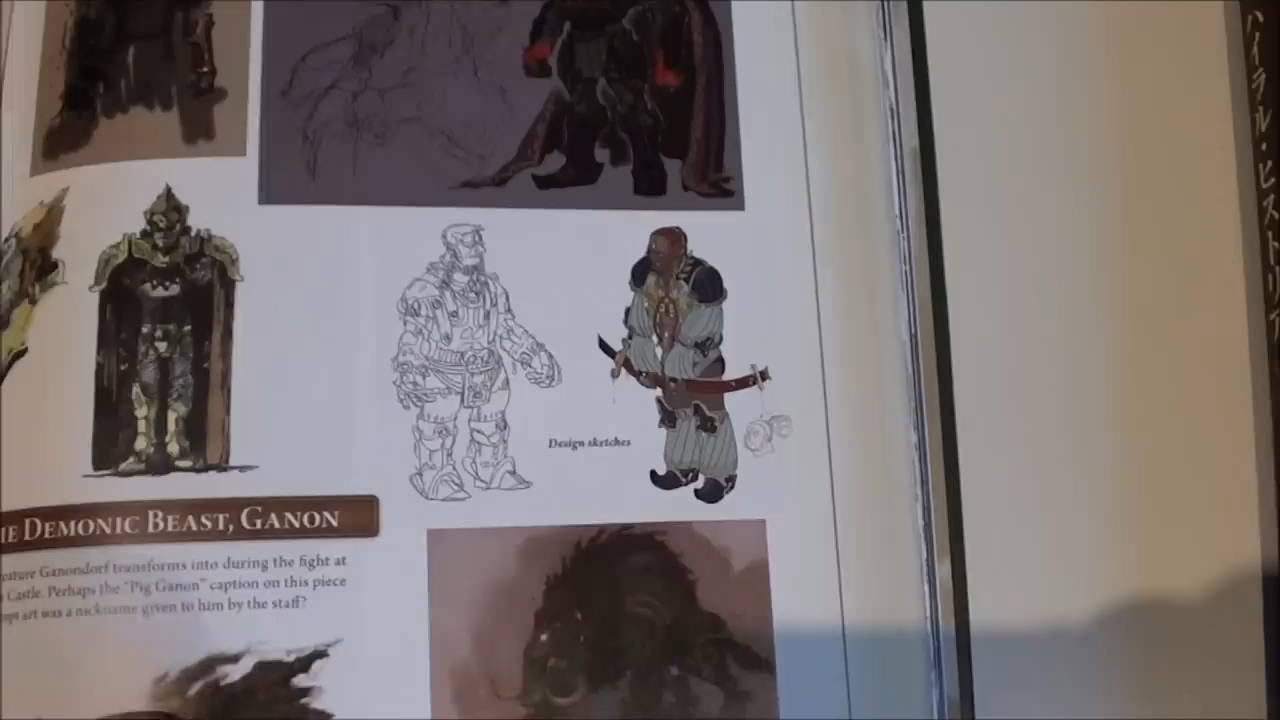 Design sketches
DEMONIC BEAST, GANON
Ganondorf transforms into during the fight at
Castle. Perhaps the "Pig Ganon" caption on this piece
art was a nickname given to him by the staff?
ハイラル・ヒストリア